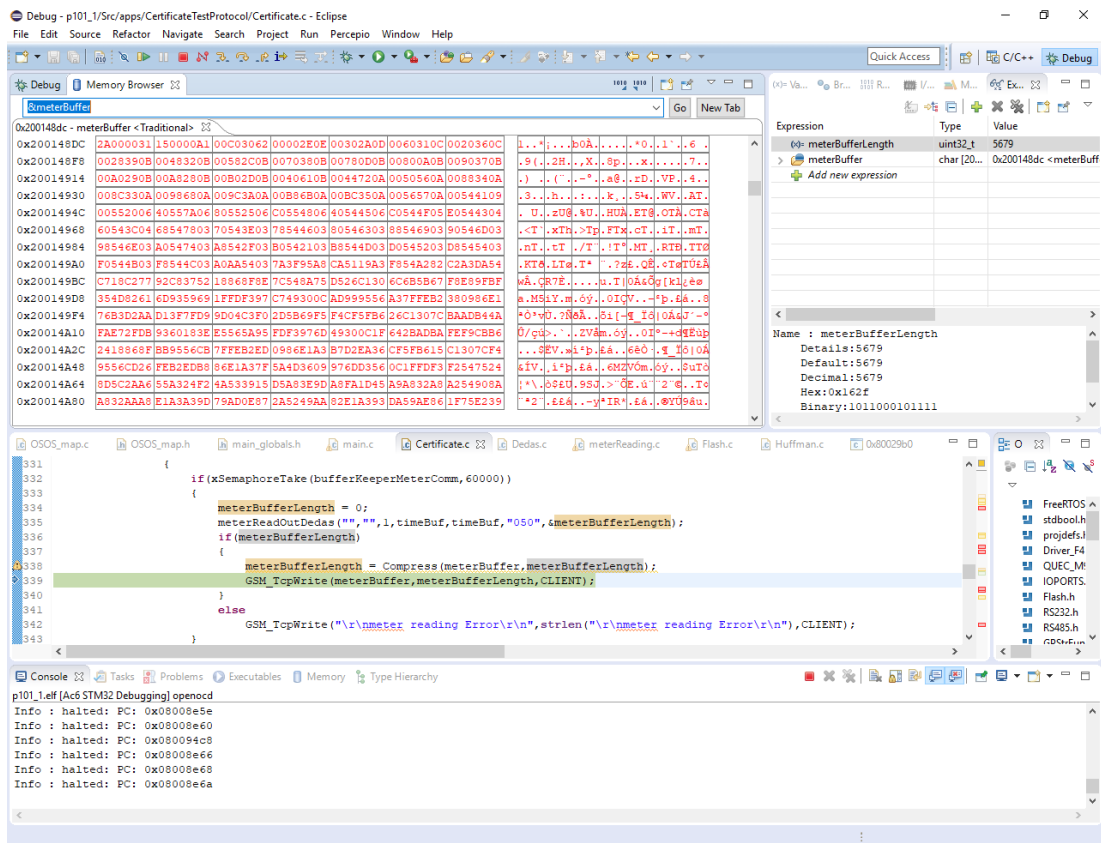 Debug - p101_1/Src/apps/CertificateTestProtocol/Certificate.c - Eclipse
File Edit Source Refactor Navigate Search Project Run Percepio Window Help
Quick Access C/C++ Debug
Debug Memory Browser
&meterBuffer Go New Tab
0x200148dc - meterBuffer <Traditional>
0x200148DC 2A000031 150000A1 00C03062 00002E0E 00302A0D 0060310C 0020360C
0x200148F8 0028390B 0048320B 00582C0B 0070380B 00780D0B 00800A0B 0090370B
0x20014914 00A0290B 00A8280B 00B02D0B 0040610B 0044720A 0050560A 0088340A
0x20014930 008C330A 0098680A 009C3A0A 00B86B0A 00BC350A 0056570A 00544109
0x2001494C 00552006 40557A06 80552506 C0554806 40544506 C0544F05 E0544304
0x20014968 60543C04 68547803 70543E03 78544603 80546303 88546903 90546D03
0x20014984 98546E03 A0547403 A8542F03 B0542103 B8544D03 D0545203 D8545403
0x200149A0 F0544B03 F8544C03 A0AA5403 7A3F95A8 CA5119A3 F854A282 C2A3DA54
0x200149BC C718C277 92C83752 18868F8E 7C548A75 D526C130 6C6B5B67 F8E89FBF
0x200149D8 354D8261 6D935969 1FFDF397 C749300C AD999556 A37FFEB2 380986E1
0x200149F4 76B3D2AA D13F7FD9 9D04C3F0 2D5B69F5 F4CF5FB6 26C1307C BAADB44A
0x20014A10 FAE72FDB 9360183E E5565A95 FDF3976D 49300C1F 642BADBA FEF9CBB6
0x20014A2C 2418868F BB9556CB 7FFEB2ED 0986E1A3 B7D2EA36 CF5FB615 C1307CF4
0x20014A48 9556CD26 FEB2EDB8 86E1A37F 5A4D3609 976DD356 0C1FFDF3 F2547524
0x20014A64 8D5C2AA6 55A324F2 4A533915 D5A83E9D A8FA1D45 A9A832A8 A254908A
0x20014A80 A832AAA8 E1A3A39D 79AD0E87 2A5249AA 82E1A393 DA59AE86 1F75E239
(x)= Va... Br... R... I/... M... Ex...
Expression Type Value
(x)= meterBufferLength uint32_t 5679
meterBuffer char [20... 0x200148dc <meterBuff
Add new expression
Name : meterBufferLength
Details:5679
Default:5679
Decimal:5679
Hex:0x162f
Binary:1011000101111
OSOS_map.c OSOS_map.h main_globals.h main.c Certificate.c Dedas.c meterReading.c Flash.c Huffman.c 0x80029b0
331 {
332 if(xSemaphoreTake(bufferKeeperMeterComm,60000))
333 {
334 meterBufferLength = 0;
335 meterReadOutDedas("","",1,timeBuf,timeBuf,"050",&meterBufferLength);
336 if(meterBufferLength)
337 {
338 meterBufferLength = Compress(meterBuffer,meterBufferLength);
339 GSM_TcpWrite(meterBuffer,meterBufferLength,CLIENT);
340 }
341 else
342 GSM_TcpWrite("\r\nmeter reading Error\r\n",strlen("\r\nmeter reading Error\r\n"),CLIENT);
343 }
O
FreeRTOS
stdbool.h
projdefs.h
Driver_F4
IOPORTS.
Flash.h
RS232.h
RS485.h
Console Tasks Problems Executables Memory Type Hierarchy
p101_1.elf [Ac6 STM32 Debugging] openocd
Info : halted: PC: 0x08008e5e
Info : halted: PC: 0x08008e60
Info : halted: PC: 0x080094c8
Info : halted: PC: 0x08008e66
Info : halted: PC: 0x08008e68
Info : halted: PC: 0x08008e6a